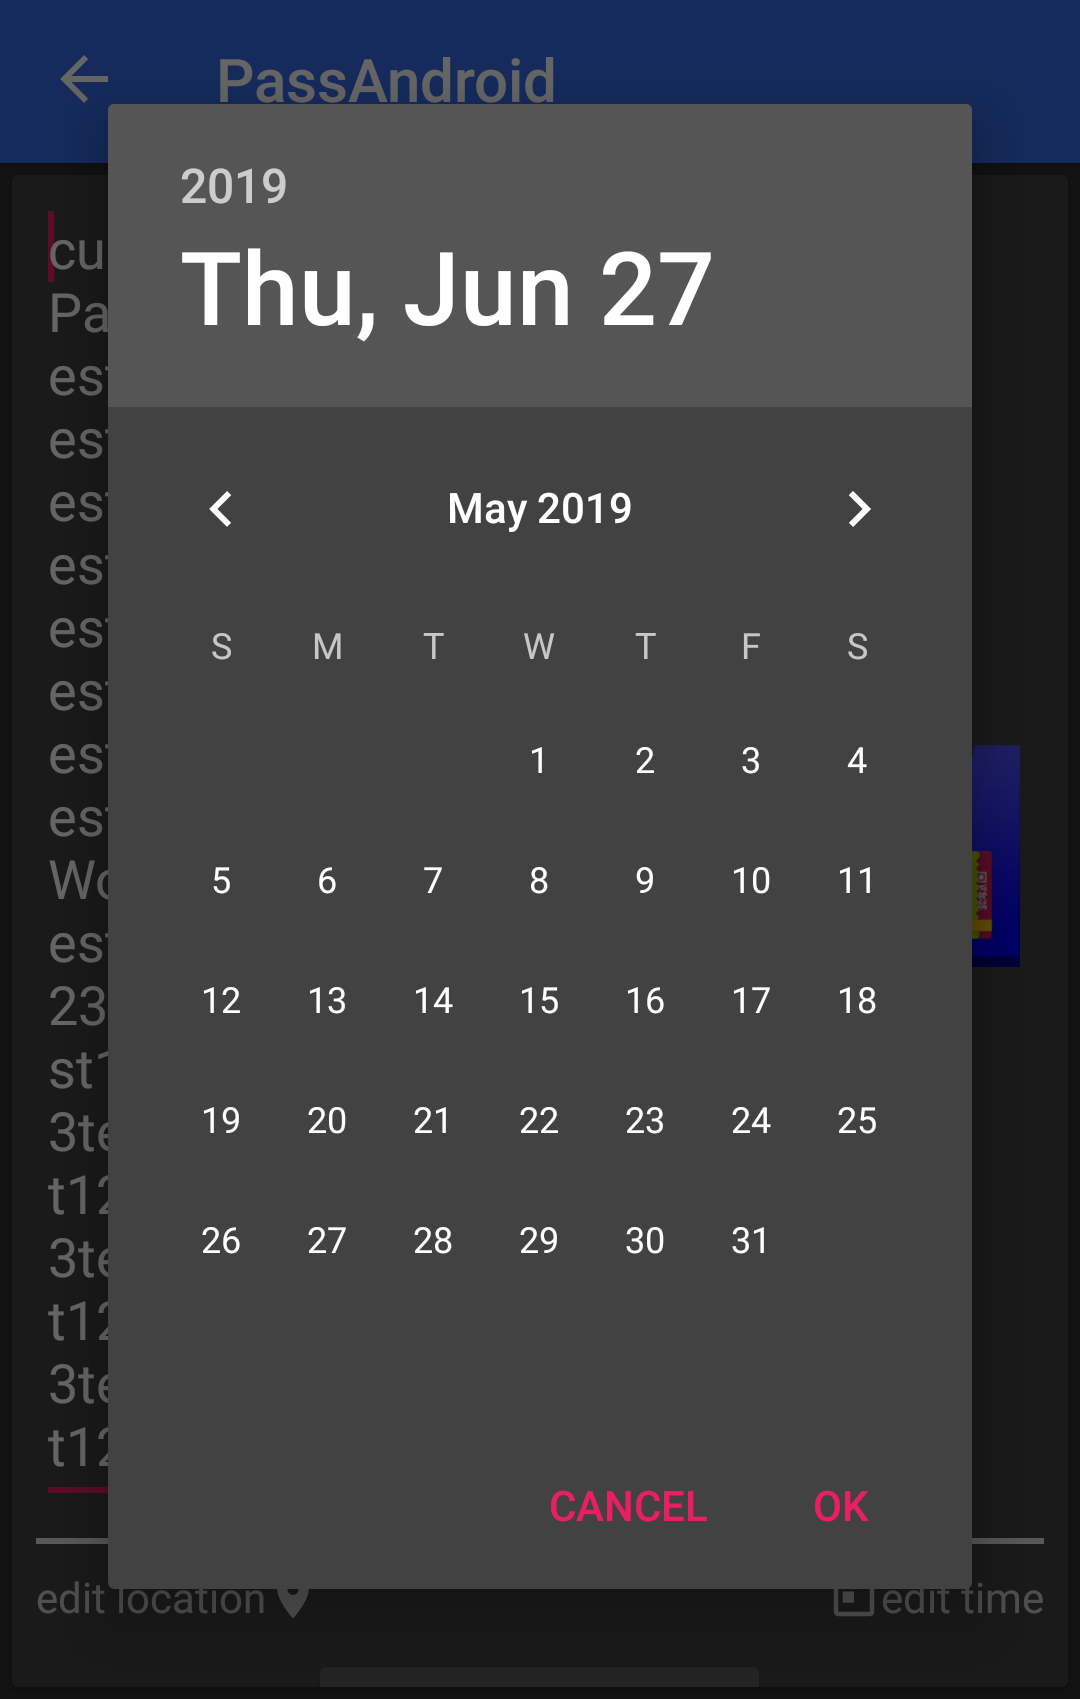 PassAndroid
2019
Thu, Jun 27
May 2019
S M T W T F S
1 2 3 4
5 6 7 8 9 10 11
12 13 14 15 16 17 18
19 20 21 22 23 24 25
26 27 28 29 30 31
CANCEL OK
cu
Pa
es
es
es
es
es
es
es
es
Wo
es
23
st1
3te
t12
3te
t12
3te
t12
edit location edit time